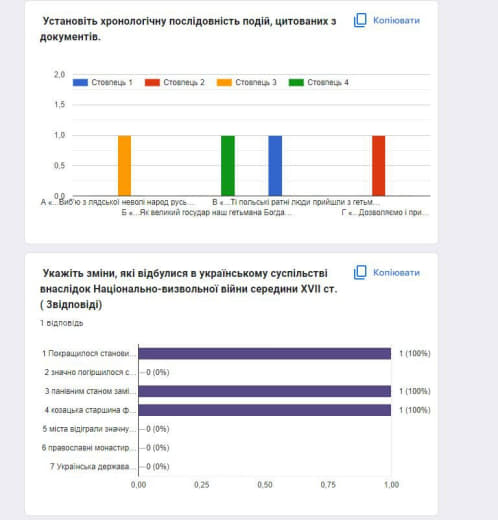 Установіть хронологічну послідовність подій, цитованих з
документів.
Копіювати
2,0
Стовпець 1 Стовпець 2 Стовпець 3 Стовпець 4
1,5
1,0
0,5
0,0
А «...Виб'ю з лядської неволі народ русь... В «...Ті польські ратні люди прийшли з гетьм...
Б «...Як великий государ наш гетьмана Богда... Г «...Дозволяємо і при...
Укажіть зміни, які відбулися в українському суспільстві
внаслідок Національно-визвольної війни середини XVII ст.
( 3відповіді)
Копіювати
1 відповідь
1 Покращилося станови... 1 (100%)
2 значно погіршилося с... 0 (0%)
3 панівним станом замі... 1 (100%)
4 козацька старшина ф... 1 (100%)
5 міста відіграли значну... 0 (0%)
6 православні монастир... 0 (0%)
7 Українська держава... 0 (0%)
0,00 0,25 0,50 0,75 1,00